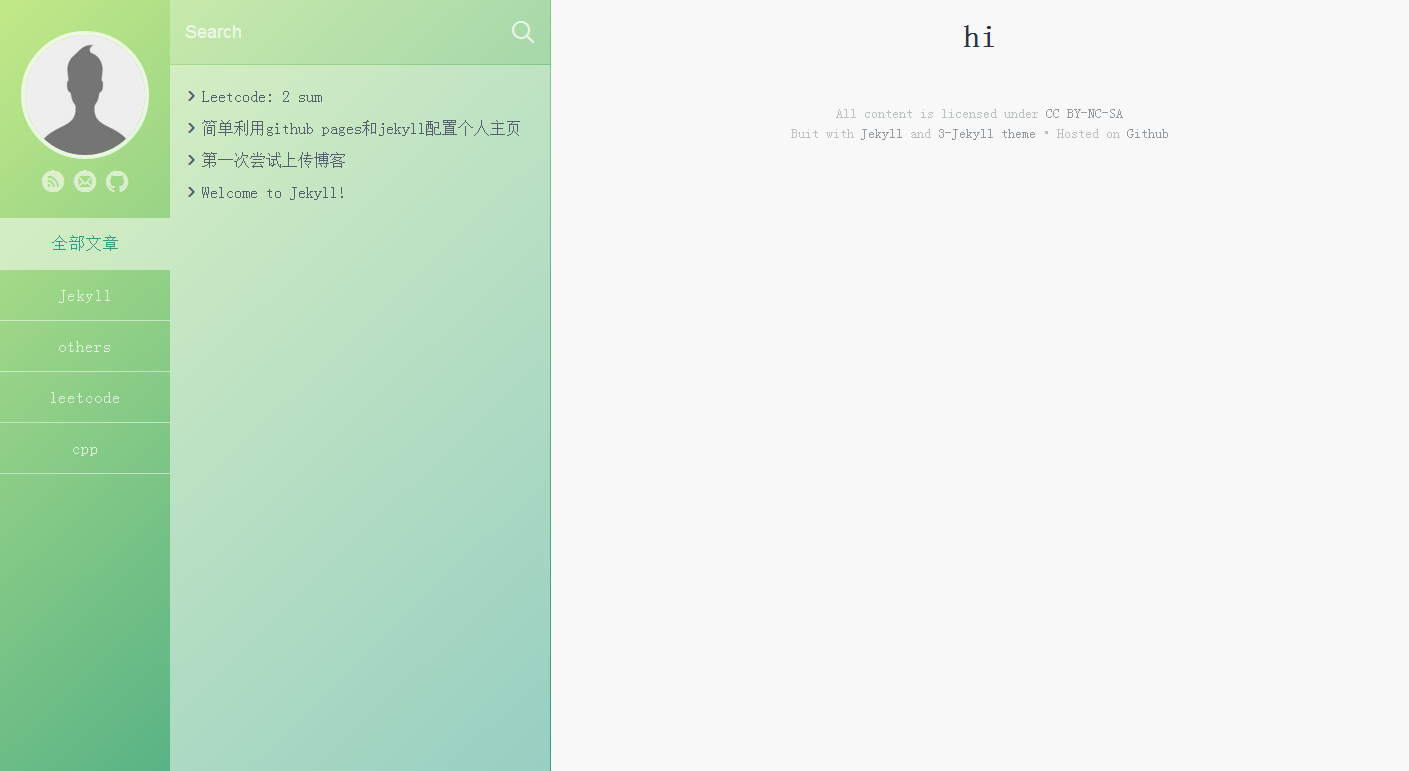 全部文章
Jekyll
others
leetcode
cpp
Search
Leetcode: 2 sum
简单利用github pages和jekyll配置个人主页
第一次尝试上传博客
Welcome to Jekyll!
hi
All content is licensed under CC BY-NC-SA
Buit with Jekyll and 3-Jekyll theme • Hosted on Github